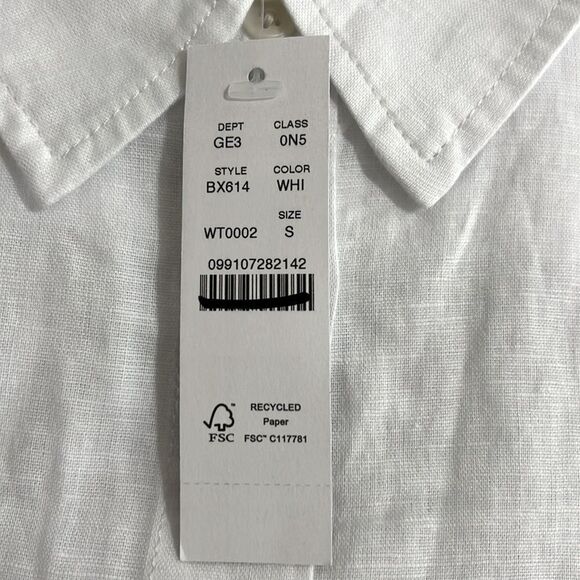 DEPT CLASS
GE3 0N5
STYLE COLOR
BX614 WHI
SIZE
WT0002 S
099107282142
RECYCLED
Paper
FSC FSC™ C117781